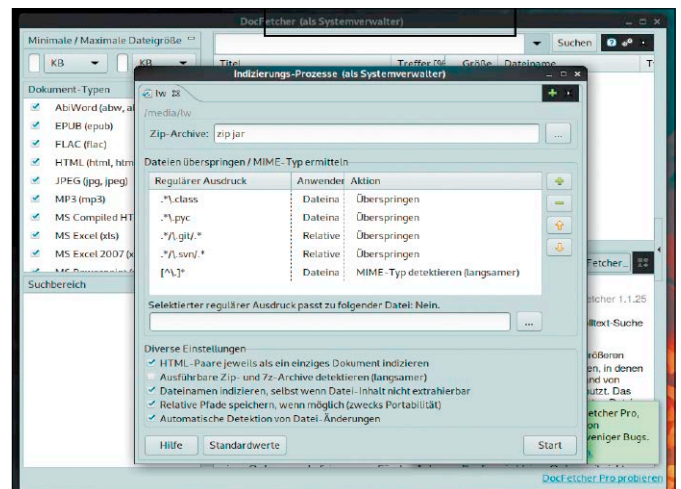 DocFetcher (als Systemverwalter)
Minimale / Maximale Dateigröße
KB KB
Suchen
Titel Treffer [% Größe Dateiname
Indizierungs-Prozesse (als Systemverwalter)
lw
/media/lw
Zip-Archive: zip jar ...
Dokument-Typen
AbiWord (abw, ab
EPUB (epub)
FLAC (flac)
HTML (html, htm
JPEG (jpg, jpeg)
MP3 (mp3)
MS Compiled HT
MS Excel (xls)
MS Excel 2007 (x
MS Powerpoint
Suchbereich
Dateien überspringen / MIME-Typ ermitteln
Regulärer Ausdruck Anwender Aktion
.*\.class Dateina Überspringen
.*\.pyc Dateina Überspringen
.*/\.git/.* Relative Überspringen
.*/\.svn/.* Relative Überspringen
[^\.]* Dateina MIME-Typ detektieren (langsamer)
Selektierter regulärer Ausdruck passt zu folgender Datei: Nein.
...
Diverse Einstellungen
HTML-Paare jeweils als ein einziges Dokument indizieren
Ausführbare Zip- und 7z-Archive detektieren (langsamer)
Dateinamen indizieren, selbst wenn Datei-Inhalt nicht extrahierbar
Relative Pfade speichern, wenn möglich (zwecks Portabilität)
Automatische Detektion von Datei-Änderungen
Hilfe Standardwerte Start
Fetcher_
etcher 1.1.25
lltext-Suche
rößeren
en, in denen
nd von
utzt. Das
etcher Pro,
on
veniger Bugs.
DocFetcher Pro probieren